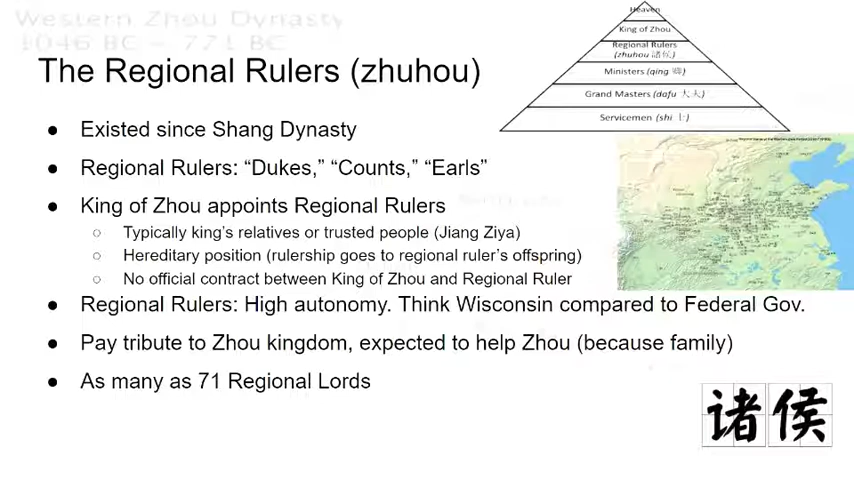 Western Zhou Dynasty
1046 BC – 771 BC
The Regional Rulers (zhuhou)
Heaven
King of Zhou
Regional Rulers
(zhuhou 諸侯)
Ministers (qing 卿)
Grand Masters (dafu 大夫)
Servicemen (shi 士)
● Existed since Shang Dynasty
● Regional Rulers: “Dukes,” “Counts,” “Earls”
● King of Zhou appoints Regional Rulers
○ Typically king’s relatives or trusted people (Jiang Ziya)
○ Hereditary position (rulership goes to regional ruler’s offspring)
○ No official contract between King of Zhou and Regional Ruler
● Regional Rulers: High autonomy. Think Wisconsin compared to Federal Gov.
● Pay tribute to Zhou kingdom, expected to help Zhou (because family)
● As many as 71 Regional Lords
诸侯